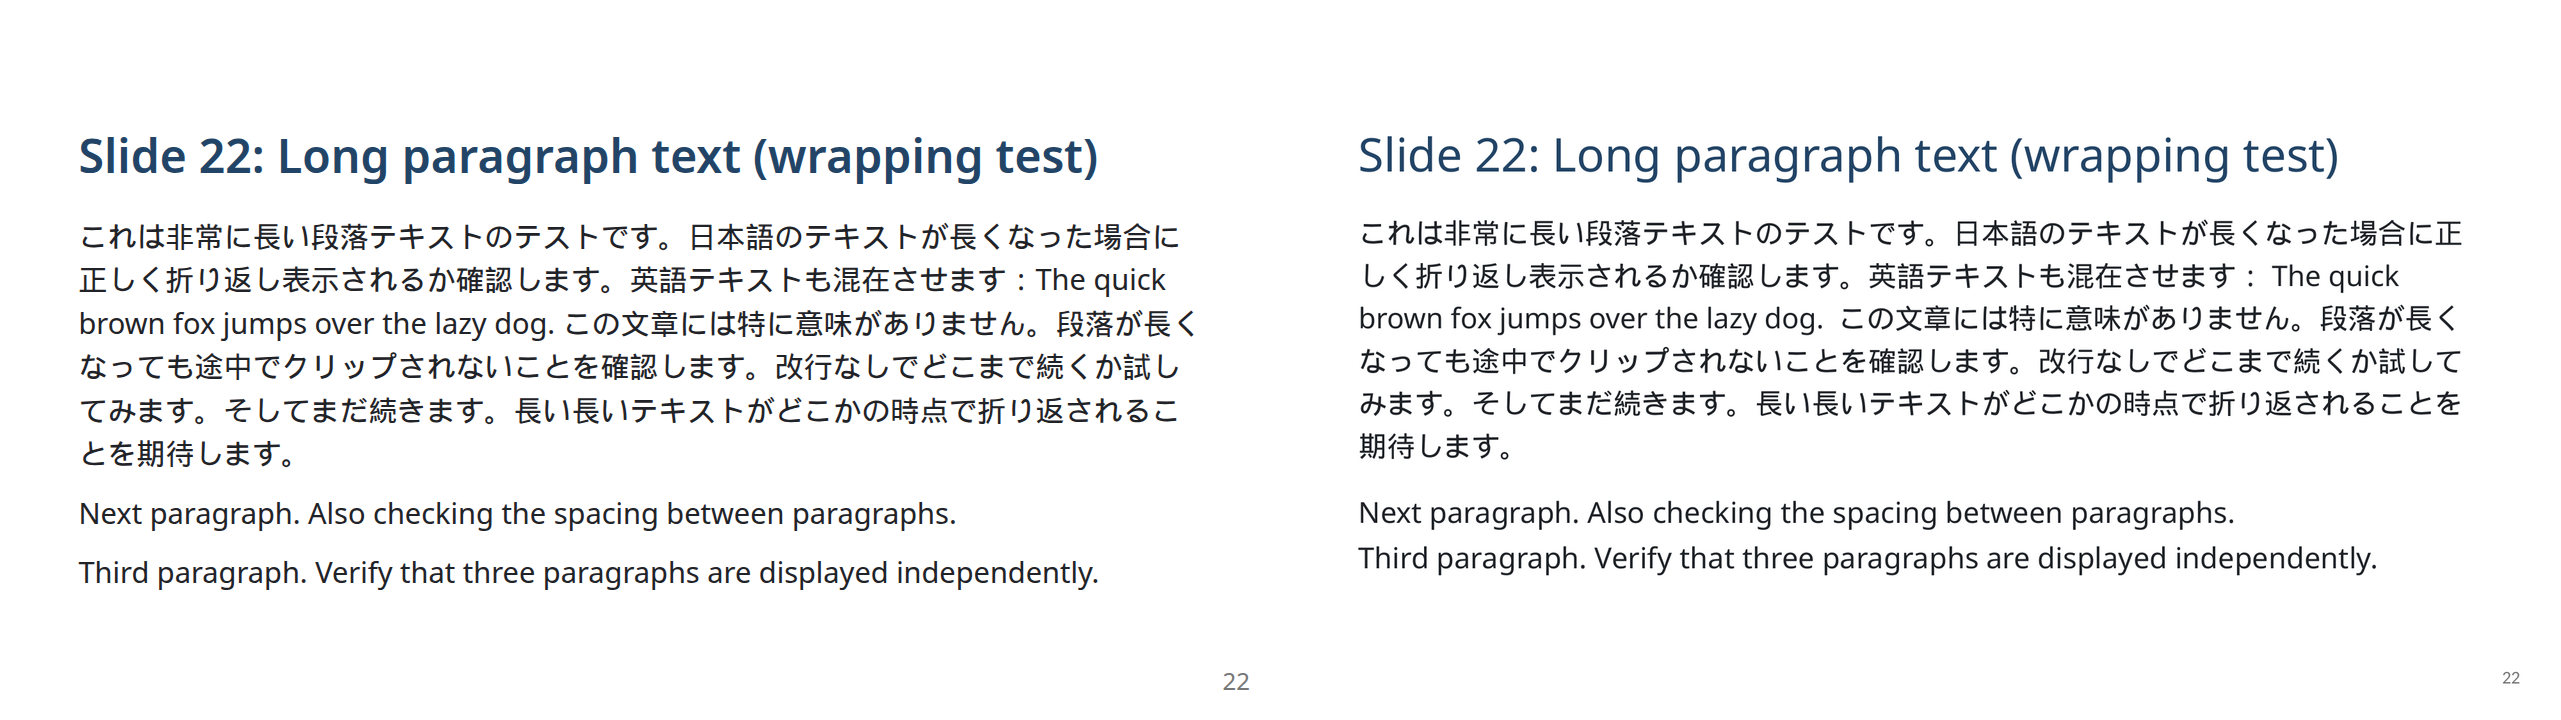 Slide 22: Long paragraph text (wrapping test)
これは非常に長い段落テキストのテストです。日本語のテキストが長くなった場合に
正しく折り返し表示されるか確認します。英語テキストも混在させます：The quick
brown fox jumps over the lazy dog. この文章には特に意味がありません。段落が長く
なっても途中でクリップされないことを確認します。改行なしでどこまで続くか試し
てみます。そしてまだ続きます。長い長いテキストがどこかの時点で折り返されるこ
とを期待します。
Next paragraph. Also checking the spacing between paragraphs.
Third paragraph. Verify that three paragraphs are displayed independently.
22
Slide 22: Long paragraph text (wrapping test)
これは非常に長い段落テキストのテストです。日本語のテキストが長くなった場合に正
しく折り返し表示されるか確認します。英語テキストも混在させます： The quick
brown fox jumps over the lazy dog. この文章には特に意味がありません。段落が長く
なっても途中でクリップされないことを確認します。改行なしでどこまで続くか試して
みます。そしてまだ続きます。長い長いテキストがどこかの時点で折り返されることを
期待します。
Next paragraph. Also checking the spacing between paragraphs.
Third paragraph. Verify that three paragraphs are displayed independently.
22